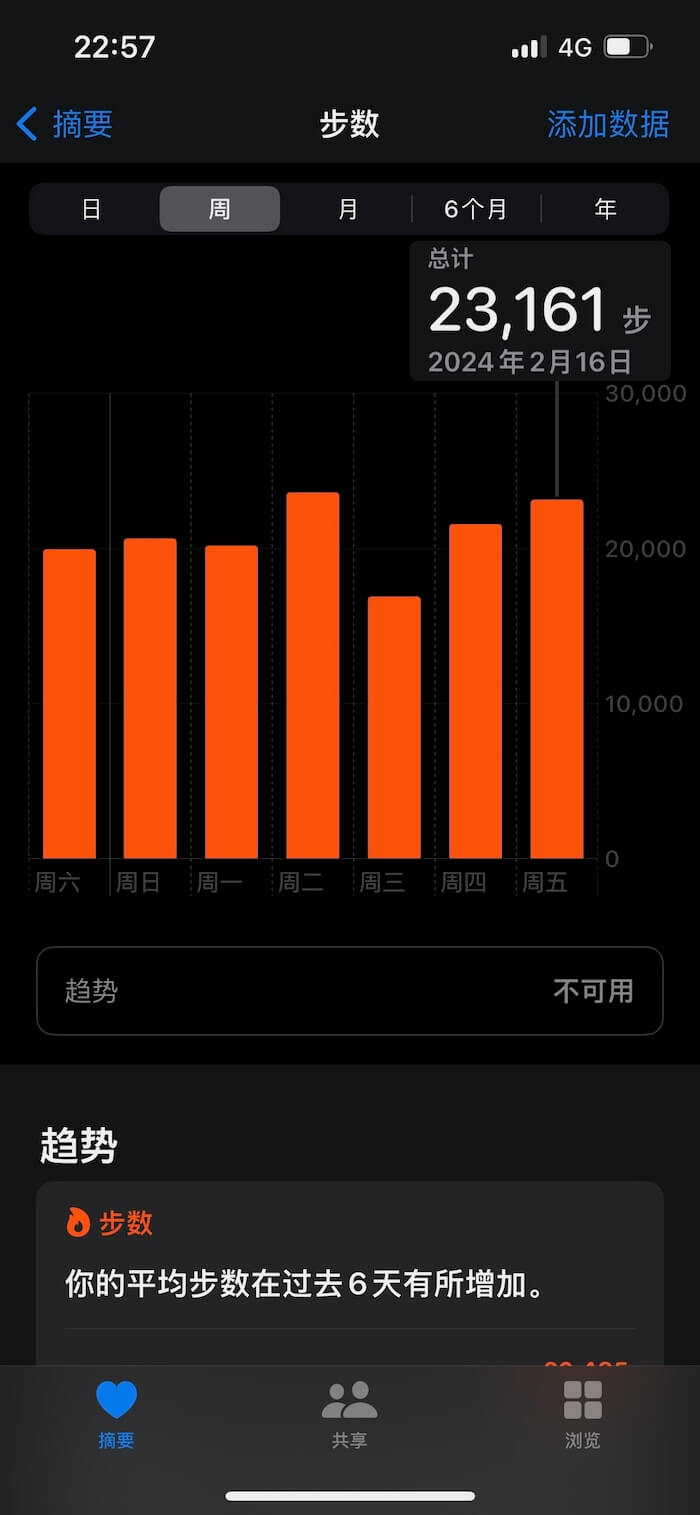 22:57 4G
摘要 步数 添加数据
日 周 月 6个月 年
总计
23,161 步
2024年2月16日
30,000
20,000
10,000
0
周六 周日 周一 周二 周三 周四 周五
趋势 不可用
趋势
步数
你的平均步数在过去6天有所增加。
摘要 共享 浏览